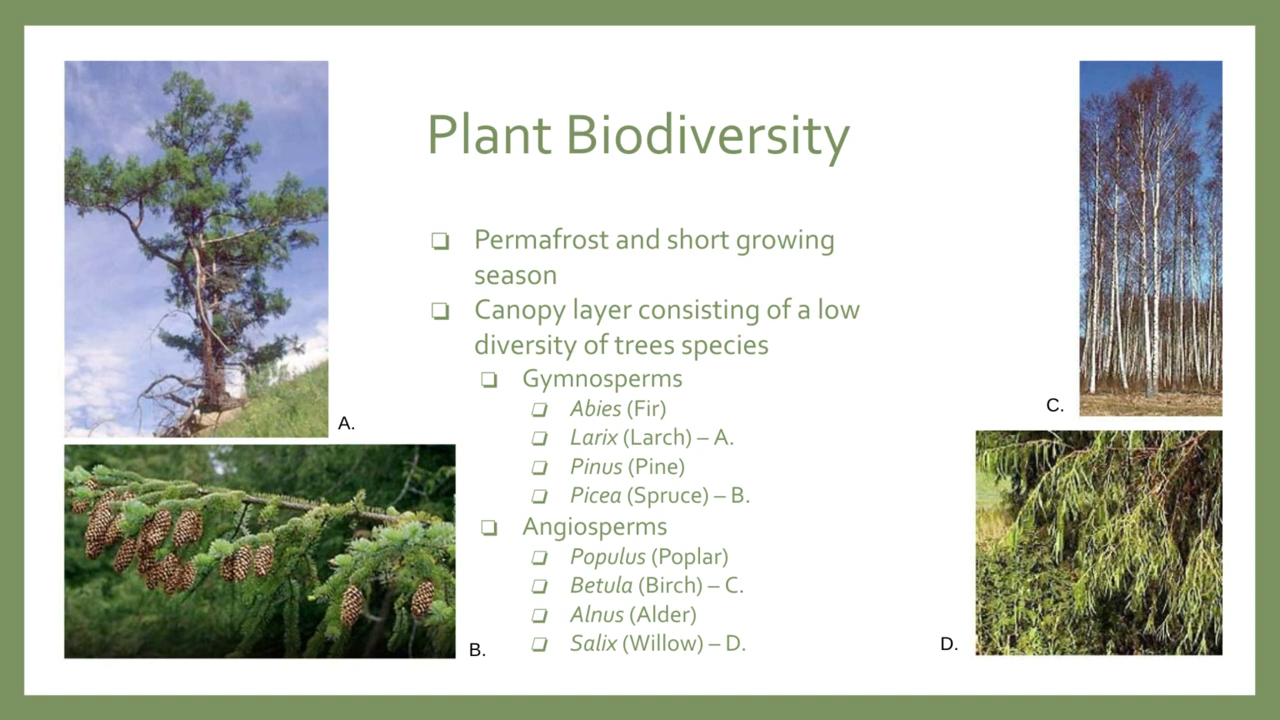 Plant Biodiversity
❑ Permafrost and short growing
season
❑ Canopy layer consisting of a low
diversity of trees species
❑ Gymnosperms
❑ Abies (Fir)
❑ Larix (Larch) – A.
❑ Pinus (Pine)
❑ Picea (Spruce) – B.
❑ Angiosperms
❑ Populus (Poplar)
❑ Betula (Birch) – C.
❑ Alnus (Alder)
❑ Salix (Willow) – D.
A.
B.
C.
D.